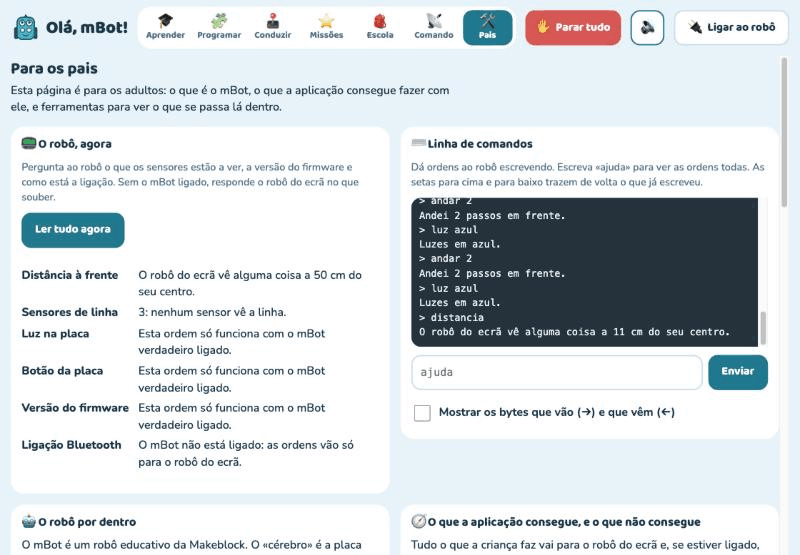 Olá, mBot!
Aprender
Programar
Conduzir
Missões
Escola
Comando
Pais
Parar tudo
Ligar ao robô
Para os pais
Esta página é para os adultos: o que é o mBot, o que a aplicação consegue fazer com
ele, e ferramentas para ver o que se passa lá dentro.
O robô, agora
Pergunta ao robô o que os sensores estão a ver, a versão do firmware e
como está a ligação. Sem o mBot ligado, responde o robô do ecrã no que
souber.
Ler tudo agora
Distância à frente
O robô do ecrã vê alguma coisa a 50 cm do
seu centro.
Sensores de linha
3: nenhum sensor vê a linha.
Luz na placa
Esta ordem só funciona com o mBot
verdadeiro ligado.
Botão da placa
Esta ordem só funciona com o mBot
verdadeiro ligado.
Versão do firmware
Esta ordem só funciona com o mBot
verdadeiro ligado.
Ligação Bluetooth
O mBot não está ligado: as ordens vão só
para o robô do ecrã.
Linha de comandos
Dá ordens ao robô escrevendo. Escreva «ajuda» para ver as ordens todas. As
setas para cima e para baixo trazem de volta o que já escreveu.
> andar 2
Andei 2 passos em frente.
> luz azul
Luzes em azul.
> andar 2
Andei 2 passos em frente.
> luz azul
Luzes em azul.
> distancia
O robô do ecrã vê alguma coisa a 11 cm do seu centro.
ajuda
Enviar
Mostrar os bytes que vão (→) e que vêm (←)
O robô por dentro
O mBot é um robô educativo da Makeblock. O «cérebro» é a placa
O que a aplicação consegue, e o que não consegue
Tudo o que a criança faz vai para o robô do ecrã e, se estiver ligado,